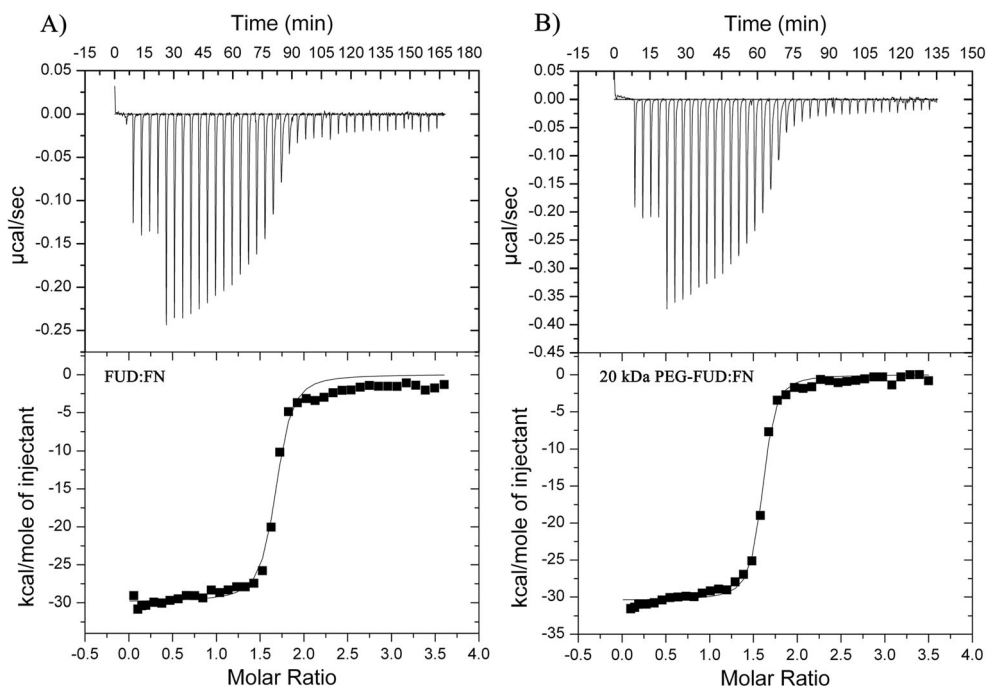 A)
Time (min)
-15 0 15 30 45 60 75 90 105 120 135 150 165 180
0.05
0.00
-0.05
-0.10
-0.15
-0.20
-0.25
µcal/sec
0
-5
-10
-15
-20
-25
-30
kcal/mole of injectant
FUD:FN
-0.5 0.0 0.5 1.0 1.5 2.0 2.5 3.0 3.5 4.0
Molar Ratio
B)
Time (min)
-15 0 15 30 45 60 75 90 105 120 135 150
0.05
0.00
-0.05
-0.10
-0.15
-0.20
-0.25
-0.30
-0.35
-0.40
-0.45
µcal/sec
0
-5
-10
-15
-20
-25
-30
-35
kcal/mole of injectant
20 kDa PEG-FUD:FN
-0.5 0.0 0.5 1.0 1.5 2.0 2.5 3.0 3.5 4.0
Molar Ratio